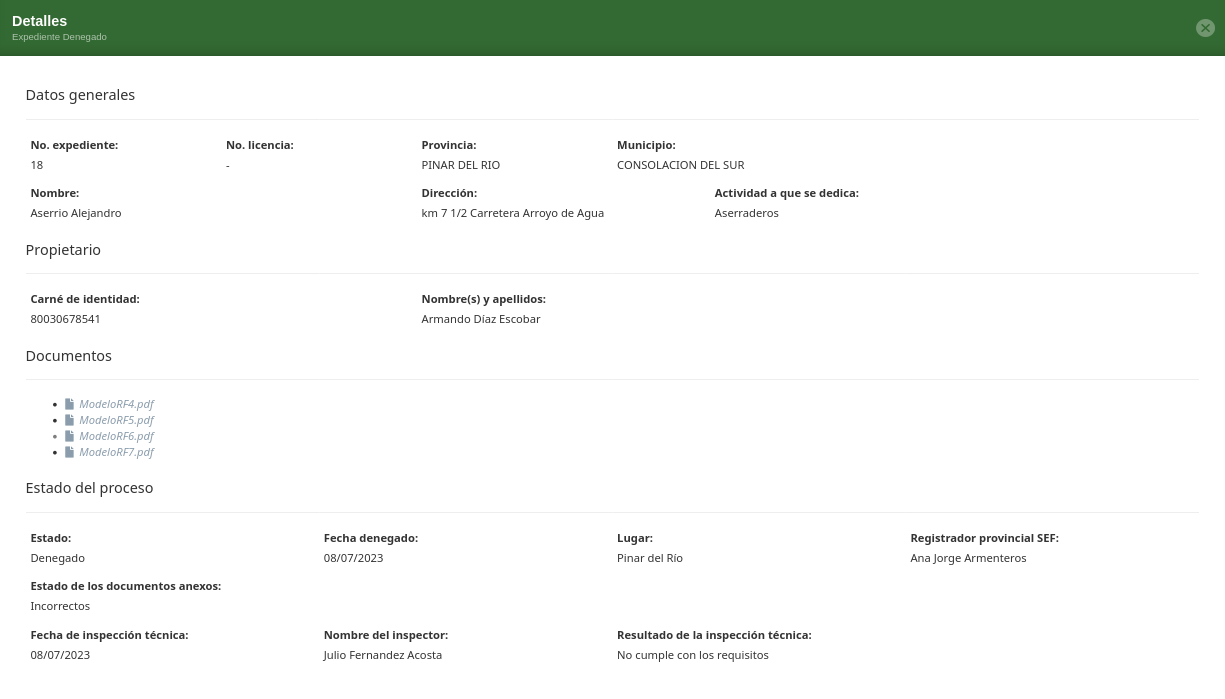 Detalles
Expediente Denegado
Datos generales
No. expediente: No. licencia: Provincia: Municipio:
18 - PINAR DEL RIO CONSOLACION DEL SUR
Nombre: Dirección: Actividad a que se dedica:
Aserrio Alejandro km 7 1/2 Carretera Arroyo de Agua Aserraderos
Propietario
Carné de identidad: Nombre(s) y apellidos:
80030678541 Armando Díaz Escobar
Documentos
• ModeloRF4.pdf
• ModeloRF5.pdf
• ModeloRF6.pdf
• ModeloRF7.pdf
Estado del proceso
Estado: Fecha denegado: Lugar: Registrador provincial SEF:
Denegado 08/07/2023 Pinar del Río Ana Jorge Armenteros
Estado de los documentos anexos:
Incorrectos
Fecha de inspección técnica: Nombre del inspector: Resultado de la inspección técnica:
08/07/2023 Julio Fernandez Acosta No cumple con los requisitos